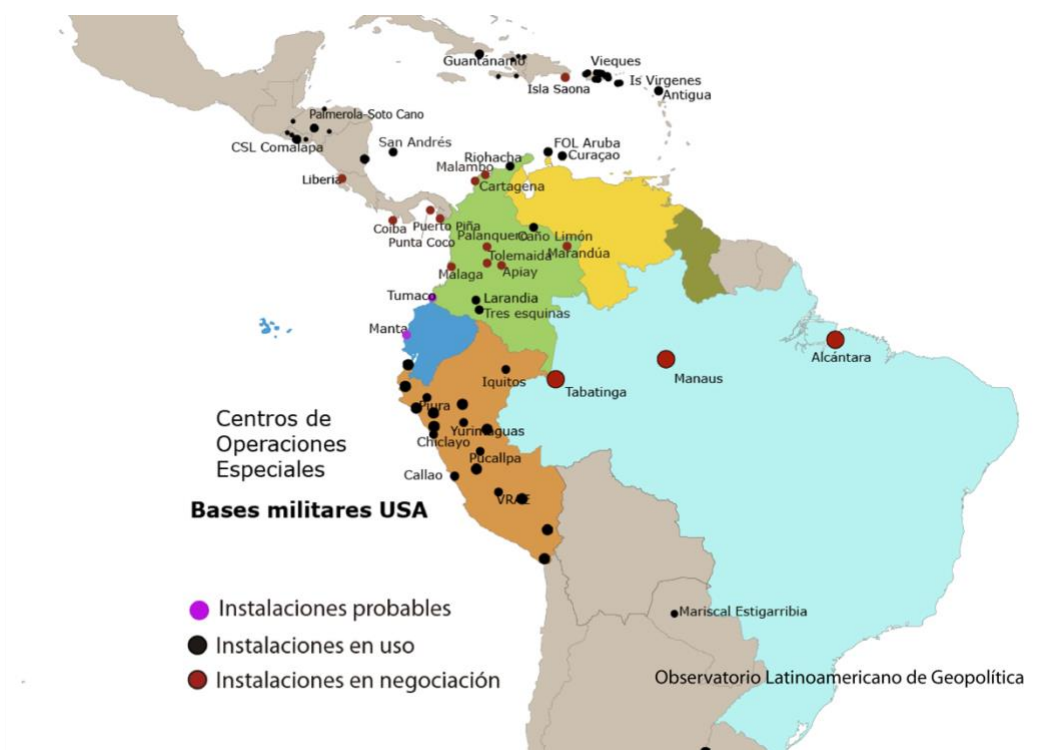 Guantánamo
Vieques
Is Virgenes
Isla Saona
Antigua
Palmerola-Soto Cano
CSL Comalapa
San Andrés
FOL Aruba
Riohacha
Curaçao
Malambo
Liberia
Cartagena
Coiba
Puerto Piña
Punta Coco
Palanquero
Caño Limón
Tolemaida
Marandúa
Málaga
Apiay
Tumaco
Larandia
Tres esquinas
Manta
Alcántara
Iquitos
Manaus
Tabatinga
Piura
Centros de
Operaciones
Especiales
Yurimaguas
Chiclayo
Pucallpa
Callao
VRAE
Bases militares USA
Instalaciones probables
Mariscal Estigarribia
Instalaciones en uso
Instalaciones en negociación
Observatorio Latinoamericano de Geopolítica